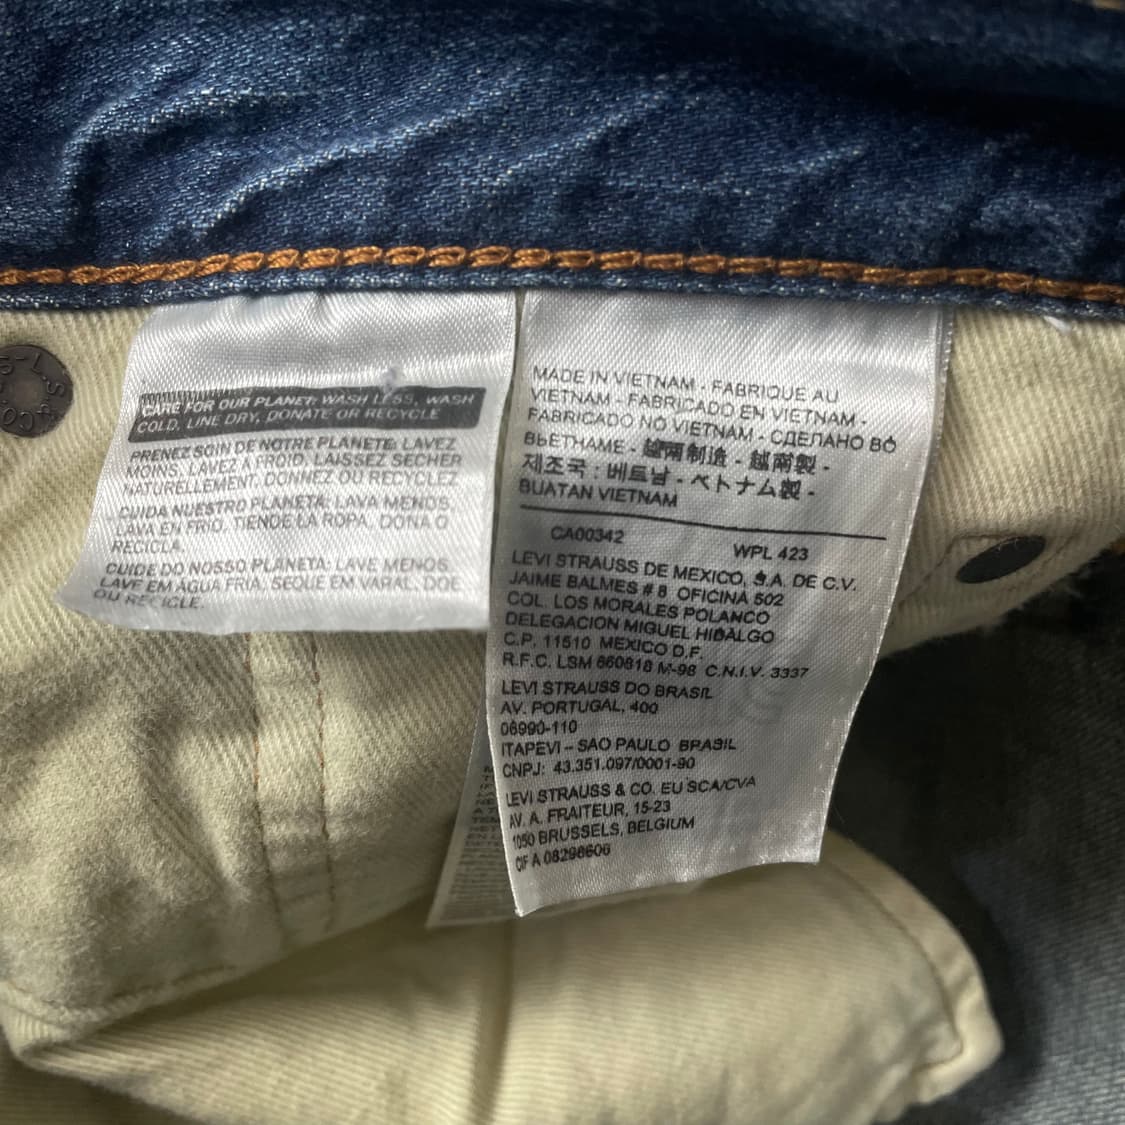 CARE FOR OUR PLANET: WASH LESS, WASH
COLD, LINE DRY, DONATE OR RECYCLE
PRENEZ SOIN DE NOTRE PLANETE: LAVEZ
MOINS, LAVEZ A FROID, LAISSEZ SECHER
NATURELLEMENT, DONNEZ OU RECYCLEZ
CUIDA NUESTRO PLANETA: LAVA MENOS,
LAVA EN FRIO, TIENDE LA ROPA, DONA O
RECICLA.
CUIDE DO NOSSO PLANETA: LAVE MENOS,
LAVE EM AGUA FRIA, SEQUE EM VARAL, DOE
OU RECICLE.
MADE IN VIETNAM - FABRIQUE AU
VIETNAM - FABRICADO EN VIETNAM -
FABRICADO NO VIETNAM - СДЕЛАНО ВО
ВЬЕТНАМЕ - 越南制造 - 越南製 -
제조국 : 베트남 - ベトナム製 -
BUATAN VIETNAM
CA00342 WPL 423
LEVI STRAUSS DE MEXICO, S.A. DE C.V.
JAIME BALMES # 8 OFICINA 502
COL. LOS MORALES POLANCO
DELEGACION MIGUEL HIDALGO
C.P. 11510 MEXICO D.F.
R.F.C. LSM 660818 M-98 C.N.I.V. 3337
LEVI STRAUSS DO BRASIL
AV. PORTUGAL, 400
06990-110
ITAPEVI - SAO PAULO BRASIL
CNPJ: 43.351.097/0001-90
LEVI STRAUSS & CO. EU SCA/CVA
AV. A. FRAITEUR, 15-23
1050 BRUSSELS, BELGIUM
CIF A 08298606